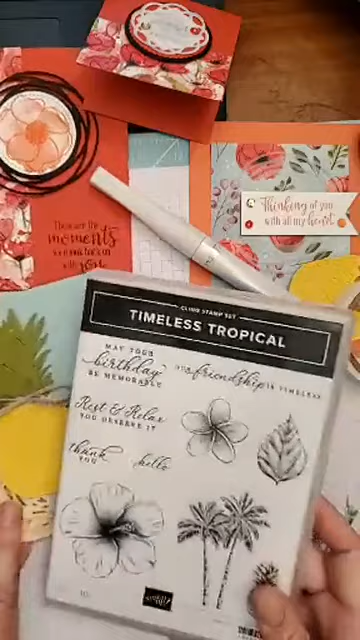 Thinking of you
with all my heart
These are the
moments
with you
CLING STAMP SET
TIMELESS TROPICAL
MAY YOUR
birthday
BE MEMORABLE
friendship IS TIMELESS
Rest & Relax
YOU DESERVE IT
thank
YOU
hello